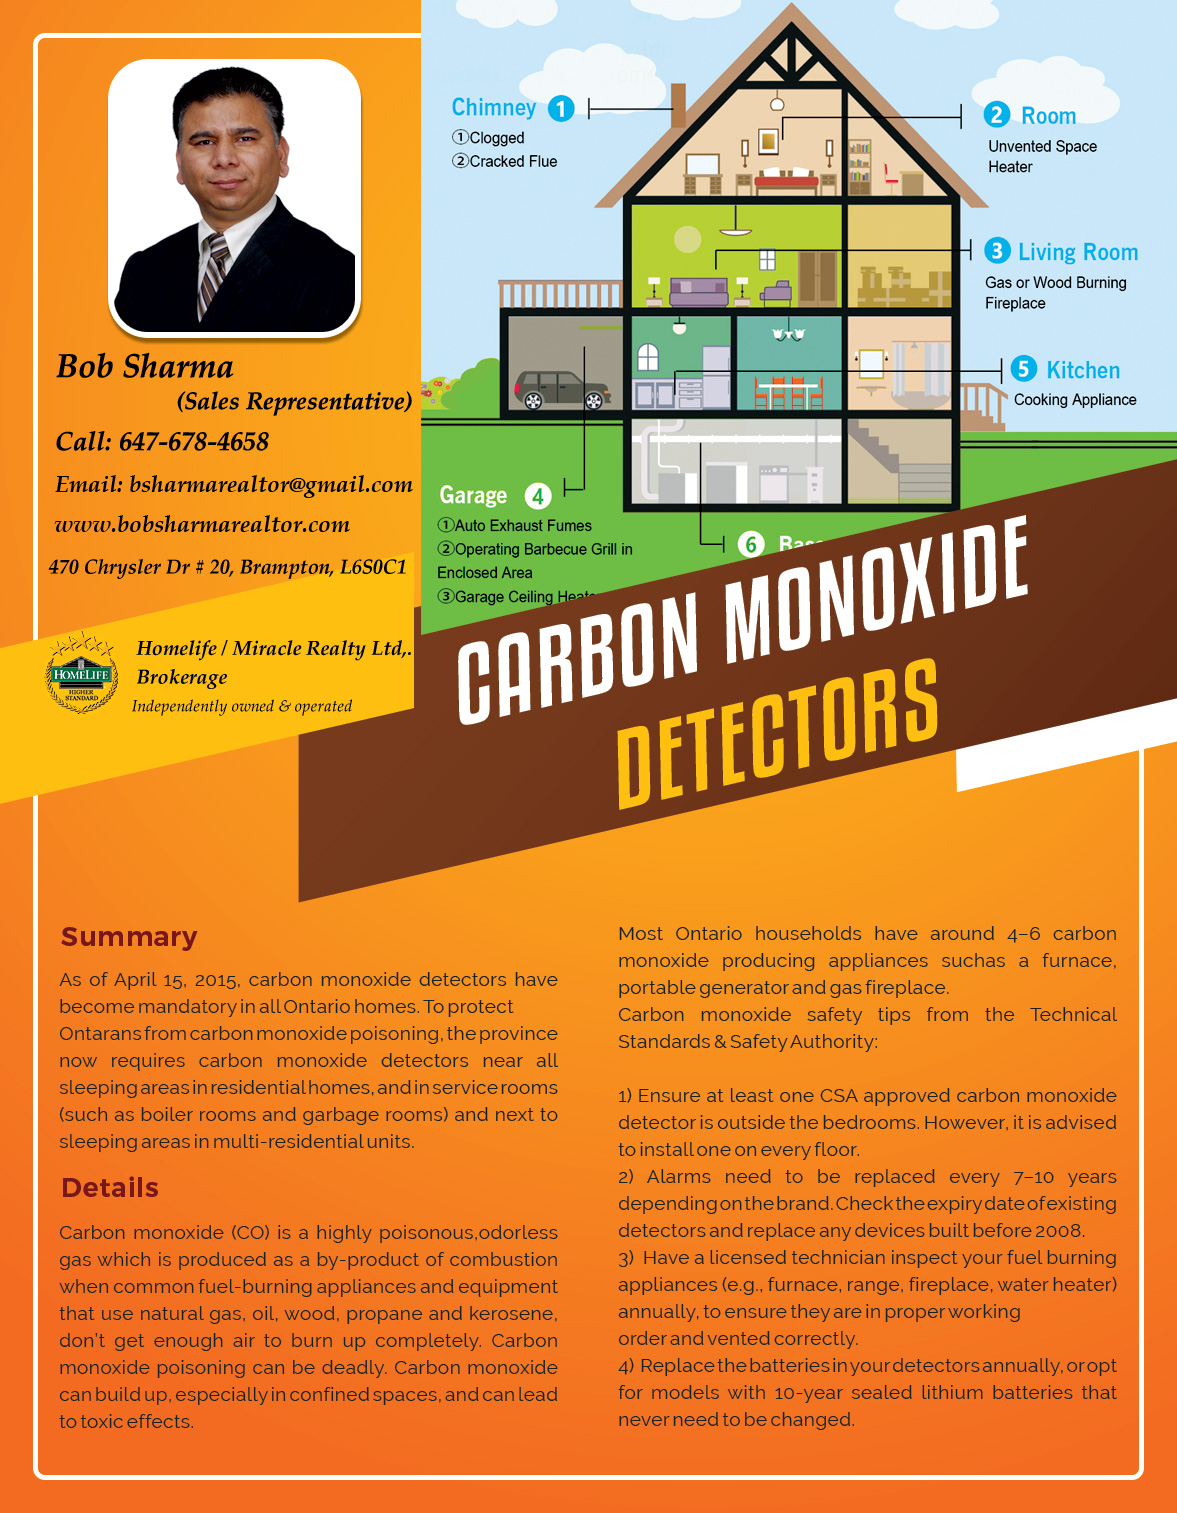 Bob Sharma
(Sales Representative)
Call: 647-678-4658
Email: bsharmarealtor@gmail.com
www.bobsharmarealtor.com
470 Chrysler Dr # 20, Brampton, L6S0C1
HOMELIFE
HIGHER
STANDARD
Homelife / Miracle Realty Ltd,.
Brokerage
Independently owned & operated
Chimney 1
①Clogged
②Cracked Flue
2 Room
Unvented Space
Heater
3 Living Room
Gas or Wood Burning
Fireplace
5 Kitchen
Cooking Appliance
Garage 4
①Auto Exhaust Fumes
②Operating Barbecue Grill in
Enclosed Area
③Garage Ceiling
6
CARBON MONOXIDE
DETECTORS
Summary
As of April 15, 2015, carbon monoxide detectors have
become mandatory in all Ontario homes. To protect
Ontarans from carbon monoxide poisoning, the province
now requires carbon monoxide detectors near all
sleeping areas in residential homes, and in service rooms
(such as boiler rooms and garbage rooms) and next to
sleeping areas in multi-residential units.
Details
Carbon monoxide (CO) is a highly poisonous,odorless
gas which is produced as a by-product of combustion
when common fuel-burning appliances and equipment
that use natural gas, oil, wood, propane and kerosene,
don't get enough air to burn up completely. Carbon
monoxide poisoning can be deadly. Carbon monoxide
can build up, especially in confined spaces, and can lead
to toxic effects.
Most Ontario households have around 4–6 carbon
monoxide producing appliances suchas a furnace,
portable generator and gas fireplace.
Carbon monoxide safety tips from the Technical
Standards & Safety Authority:
1) Ensure at least one CSA approved carbon monoxide
detector is outside the bedrooms. However, it is advised
to install one on every floor.
2) Alarms need to be replaced every 7–10 years
depending on the brand. Check the expiry date of existing
detectors and replace any devices built before 2008.
3) Have a licensed technician inspect your fuel burning
appliances (e.g., furnace, range, fireplace, water heater)
annually, to ensure they are in proper working
order and vented correctly.
4) Replace the batteries in your detectors annually, or opt
for models with 10-year sealed lithium batteries that
never need to be changed.